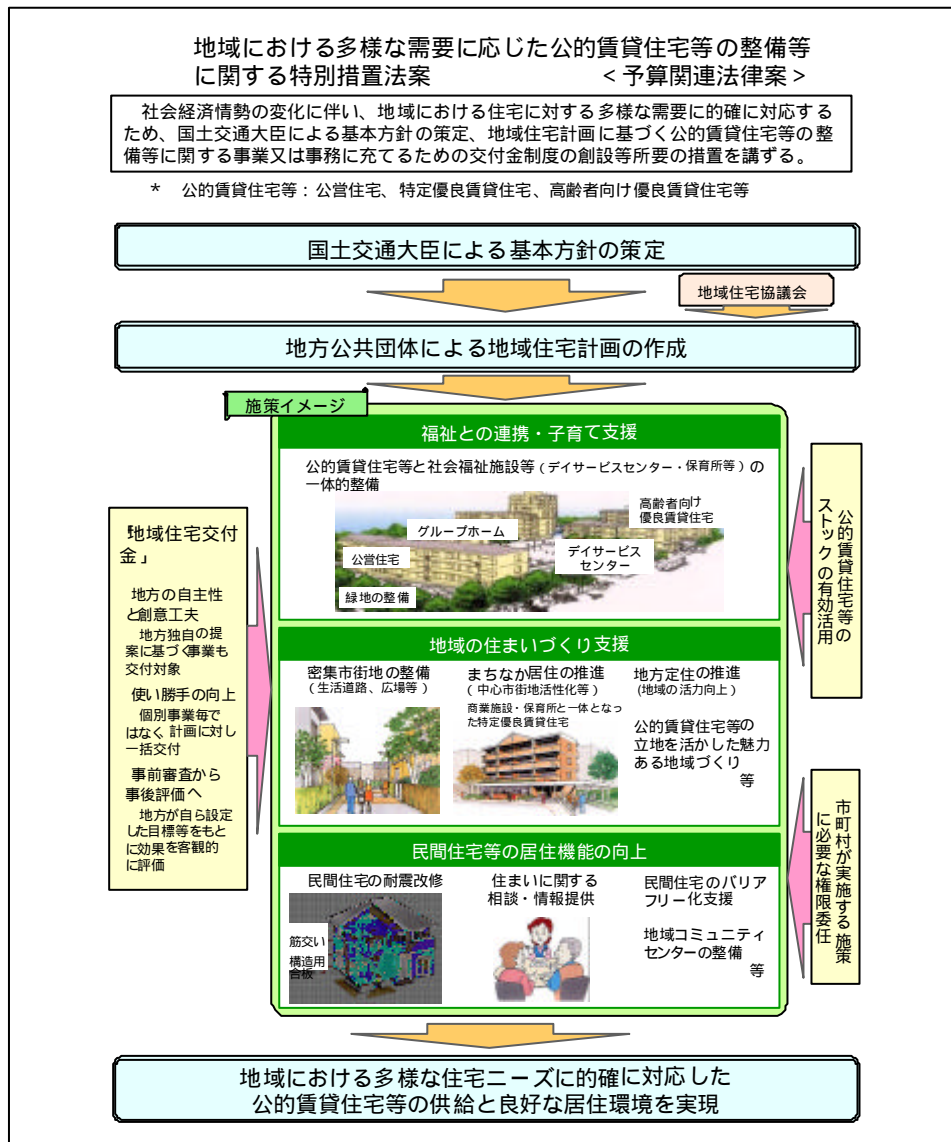 地域における多様な需要に応じた公的賃貸住宅等の整備等
に関する特別措置法案　　　　＜予算関連法律案＞
社会経済情勢の変化に伴い、地域における住宅に対する多様な需要に的確に対応する
ため、国土交通大臣による基本方針の策定、地域住宅計画に基づく公的賃貸住宅等の整
備等に関する事業又は事務に充てるための交付金制度の創設等所要の措置を講ずる。
*　公的賃貸住宅等：公営住宅、特定優良賃貸住宅、高齢者向け優良賃貸住宅等
国土交通大臣による基本方針の策定
地域住宅協議会
地方公共団体による地域住宅計画の作成
施策イメージ
福祉との連携・子育て支援
公的賃貸住宅等と社会福祉施設等（デイサービスセンター・保育所等）の
一体的整備
高齢者向け
優良賃貸住宅
グループホーム
公営住宅
デイサービス
センター
緑地の整備
地域の住まいづくり支援
密集市街地の整備
（生活道路、広場等）
まちなか居住の推進
（中心市街地活性化等）
商業施設・保育所と一体となっ
た特定優良賃貸住宅
地方定住の推進
（地域の活力向上）
公的賃貸住宅等の
立地を活かした魅力
ある地域づくり
等
民間住宅等の居住機能の向上
民間住宅の耐震改修
筋交い
構造用
合板
住まいに関する
相談・情報提供
民間住宅のバリア
フリー化支援
地域コミュニティ
センターの整備
等
「地域住宅交付
金」
地方の自主性
と創意工夫
地方独自の提
案に基づく事業も
交付対象
使い勝手の向上
個別事業毎で
はなく計画に対し
一括交付
事前審査から
事後評価へ
地方が自ら設定
した目標等をもと
に効果を客観的
に評価
公的賃貸住宅等の
ストックの有効活用
市町村が実施する施策
に必要な権限委任
地域における多様な住宅ニーズに的確に対応した
公的賃貸住宅等の供給と良好な居住環境を実現